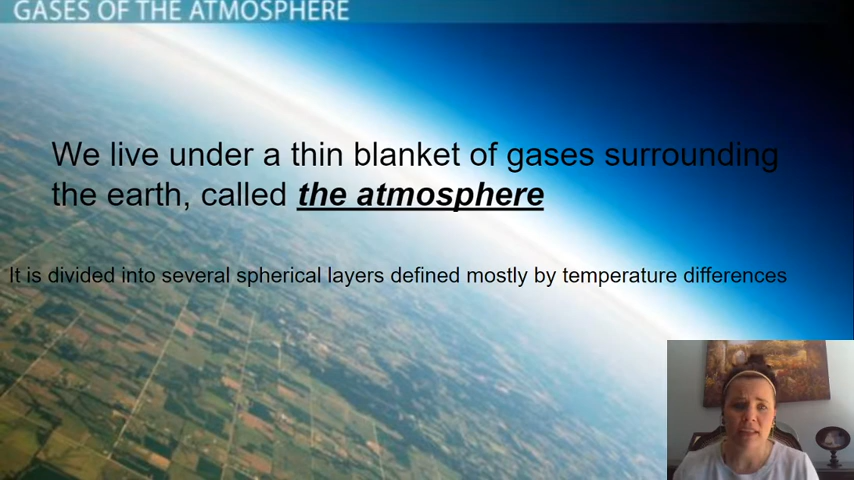 GASES OF THE ATMOSPHERE
We live under a thin blanket of gases surrounding
the earth, called the atmosphere
It is divided into several spherical layers defined mostly by temperature differences